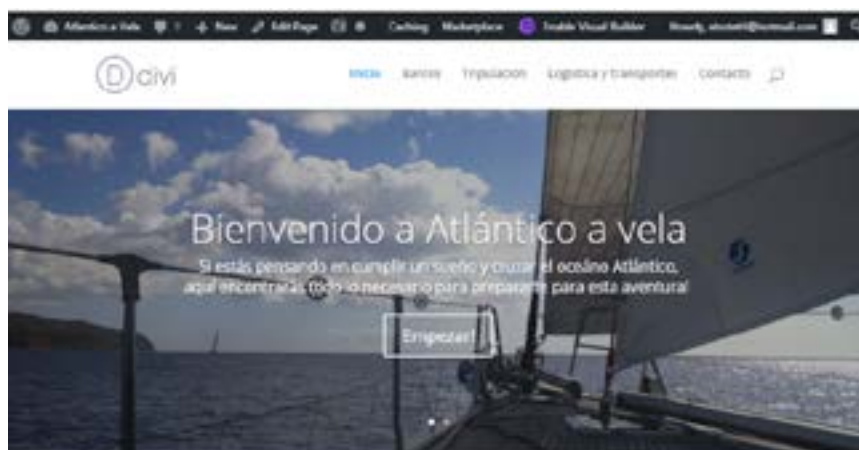 Atlántico a Vela New Edit Page Caching Marketplace Enable Visual Builder Howdy,
D divi
Inicio Barcos Tripulación Logística y transportes Contacto
Bienvenido a Atlántico a vela
Si estás pensando en cumplir un sueño y cruzar el océano Atlántico,
aquí encontrarás todo lo necesario para prepararte para esta aventura!
Empezar!